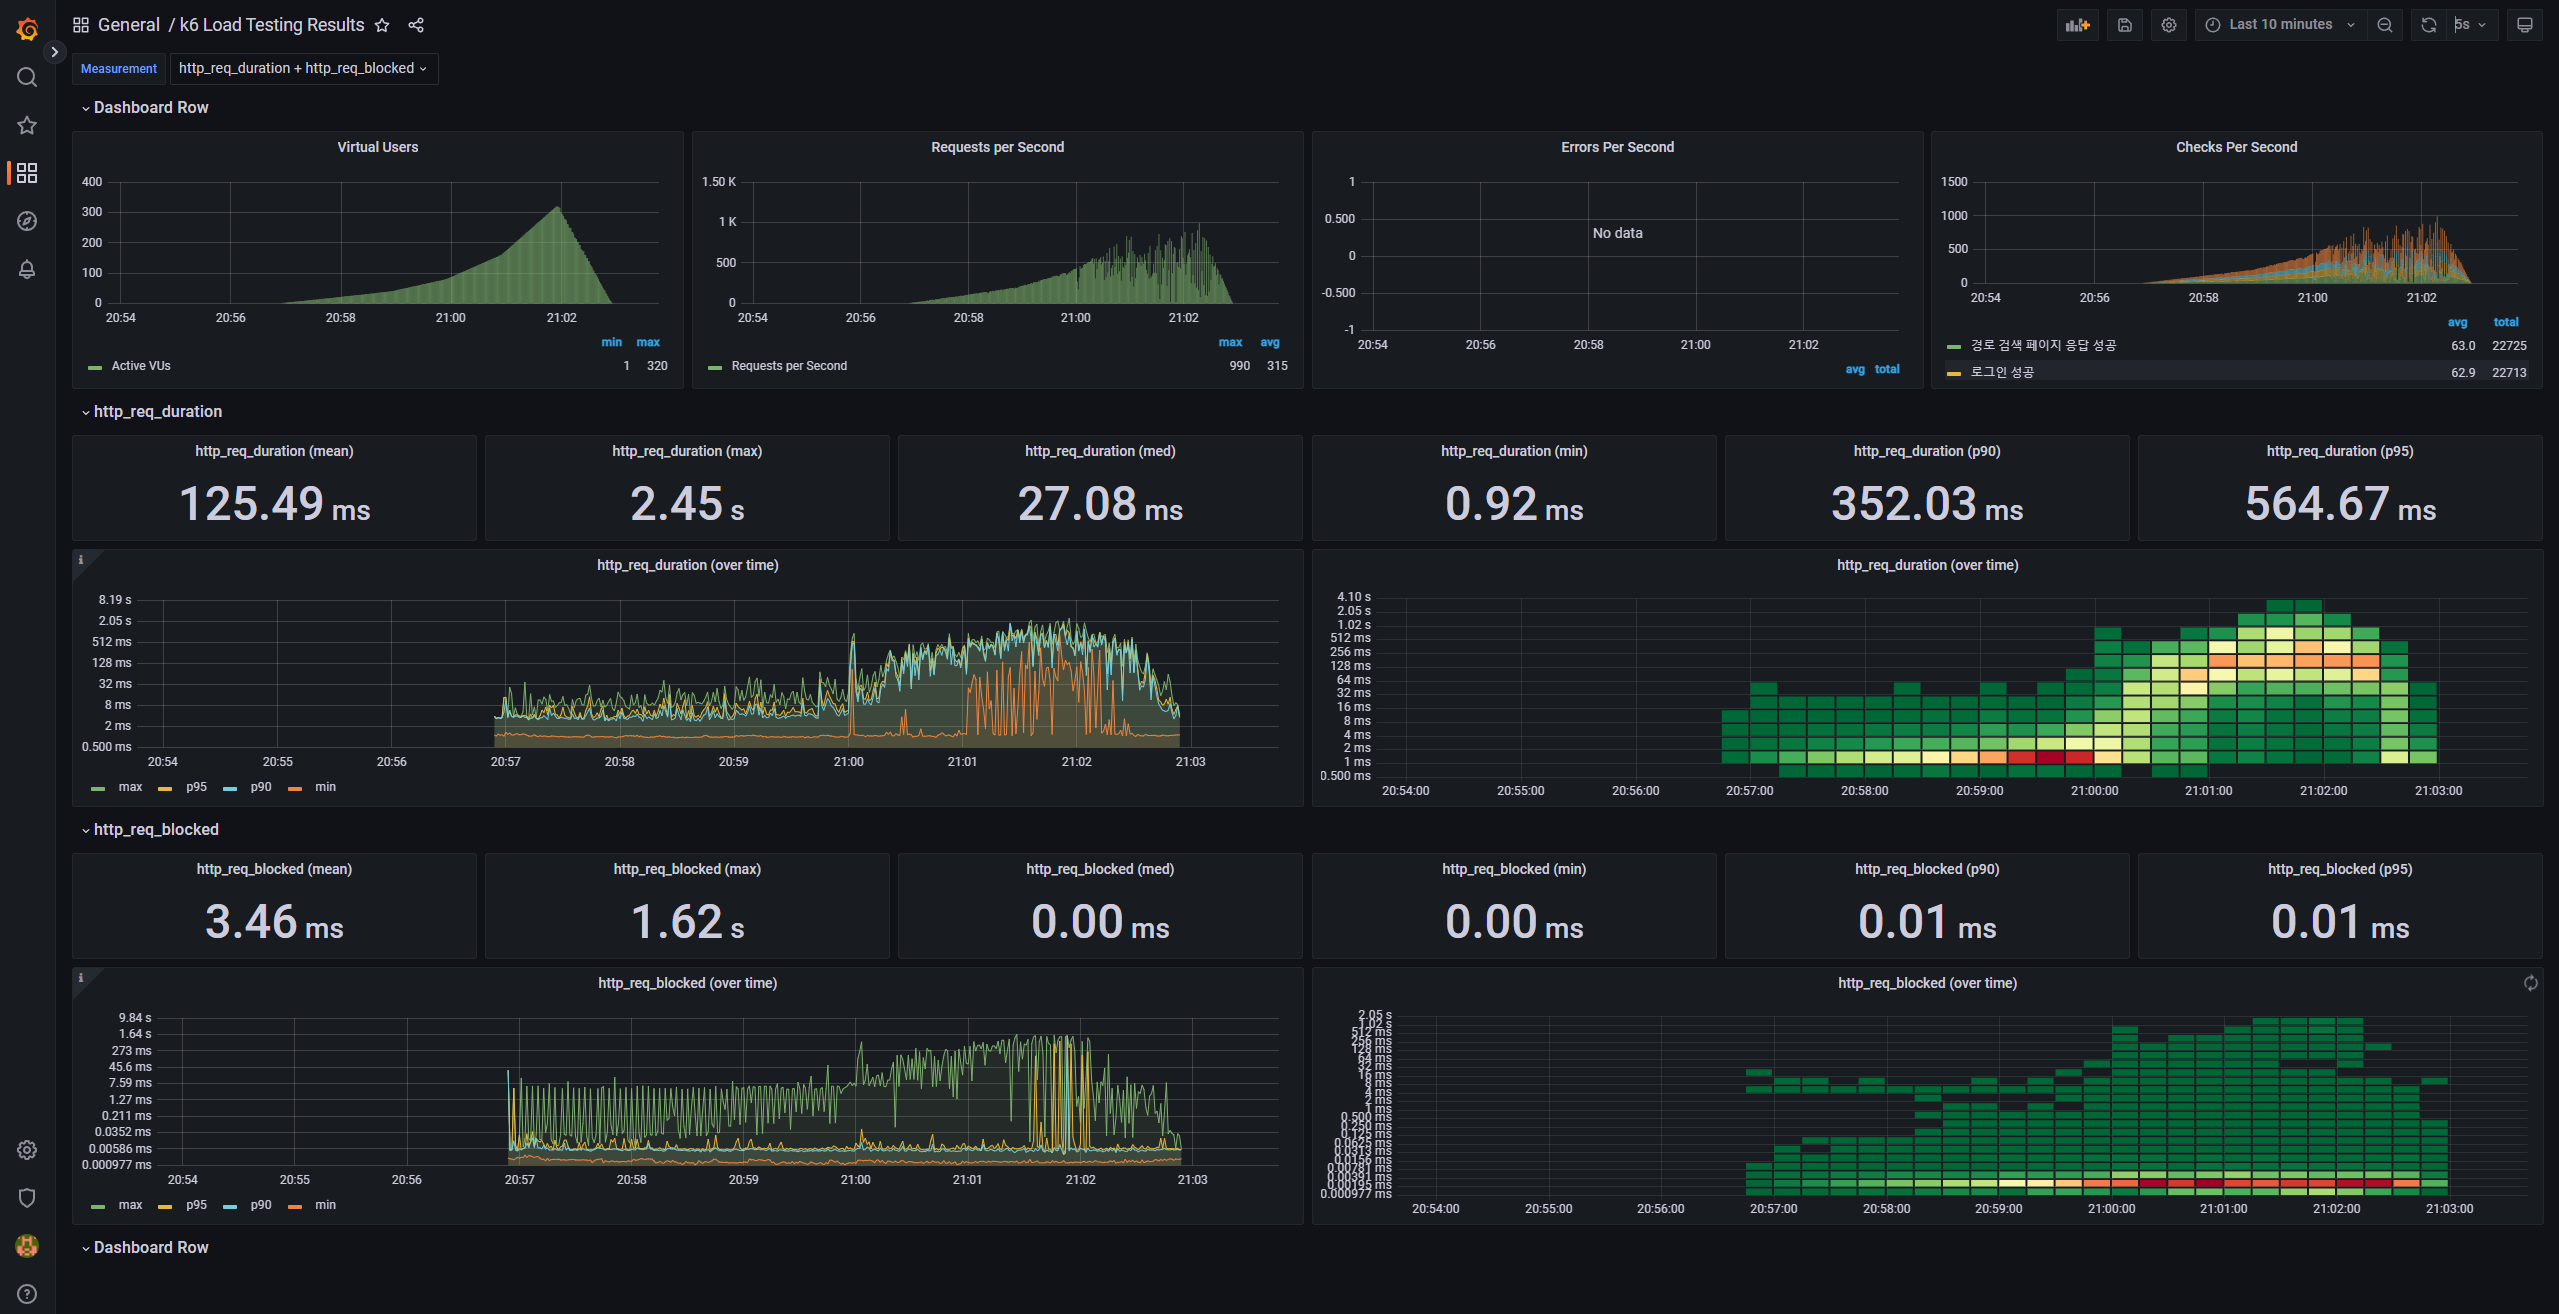 General / k6 Load Testing Results
Last 10 minutes
5s
Measurement
http_req_duration + http_req_blocked
Dashboard Row
Virtual Users
400
300
200
100
0
20:54 20:56 20:58 21:00 21:02
min max
Active VUs 1 320
Requests per Second
1.50 K
1 K
500
0
20:54 20:56 20:58 21:00 21:02
max avg
Requests per Second 990 315
Errors Per Second
1
0.500
0
-0.500
-1
No data
20:54 20:56 20:58 21:00 21:02
avg total
Checks Per Second
1500
1000
500
0
20:54 20:56 20:58 21:00 21:02
avg total
경로 검색 페이지 응답 성공 63.0 22725
로그인 성공 62.9 22713
http_req_duration
http_req_duration (mean)
125.49 ms
http_req_duration (max)
2.45 s
http_req_duration (med)
27.08 ms
http_req_duration (min)
0.92 ms
http_req_duration (p90)
352.03 ms
http_req_duration (p95)
564.67 ms
http_req_duration (over time)
8.19 s
2.05 s
512 ms
128 ms
32 ms
8 ms
2 ms
0.500 ms
20:54 20:55 20:56 20:57 20:58 20:59 21:00 21:01 21:02 21:03
max p95 p90 min
http_req_duration (over time)
4.10 s
2.05 s
1.02 s
512 ms
256 ms
128 ms
64 ms
32 ms
16 ms
8 ms
4 ms
2 ms
1 ms
0.500 ms
20:54:00 20:55:00 20:56:00 20:57:00 20:58:00 20:59:00 21:00:00 21:01:00 21:02:00 21:03:00
http_req_blocked
http_req_blocked (mean)
3.46 ms
http_req_blocked (max)
1.62 s
http_req_blocked (med)
0.00 ms
http_req_blocked (min)
0.00 ms
http_req_blocked (p90)
0.01 ms
http_req_blocked (p95)
0.01 ms
http_req_blocked (over time)
9.84 s
1.64 s
273 ms
45.6 ms
7.59 ms
1.27 ms
0.211 ms
0.0352 ms
0.00586 ms
0.000977 ms
20:54 20:55 20:56 20:57 20:58 20:59 21:00 21:01 21:02 21:03
max p95 p90 min
http_req_blocked (over time)
2.05 s
1.02 s
512 ms
256 ms
128 ms
64 ms
32 ms
16 ms
8 ms
4 ms
2 ms
1 ms
0.500 ms
0.250 ms
0.125 ms
0.0625 ms
0.0313 ms
0.0156 ms
0.00781 ms
0.00391 ms
0.00195 ms
0.000977 ms
20:54:00 20:55:00 20:56:00 20:57:00 20:58:00 20:59:00 21:00:00 21:01:00 21:02:00 21:03:00
Dashboard Row